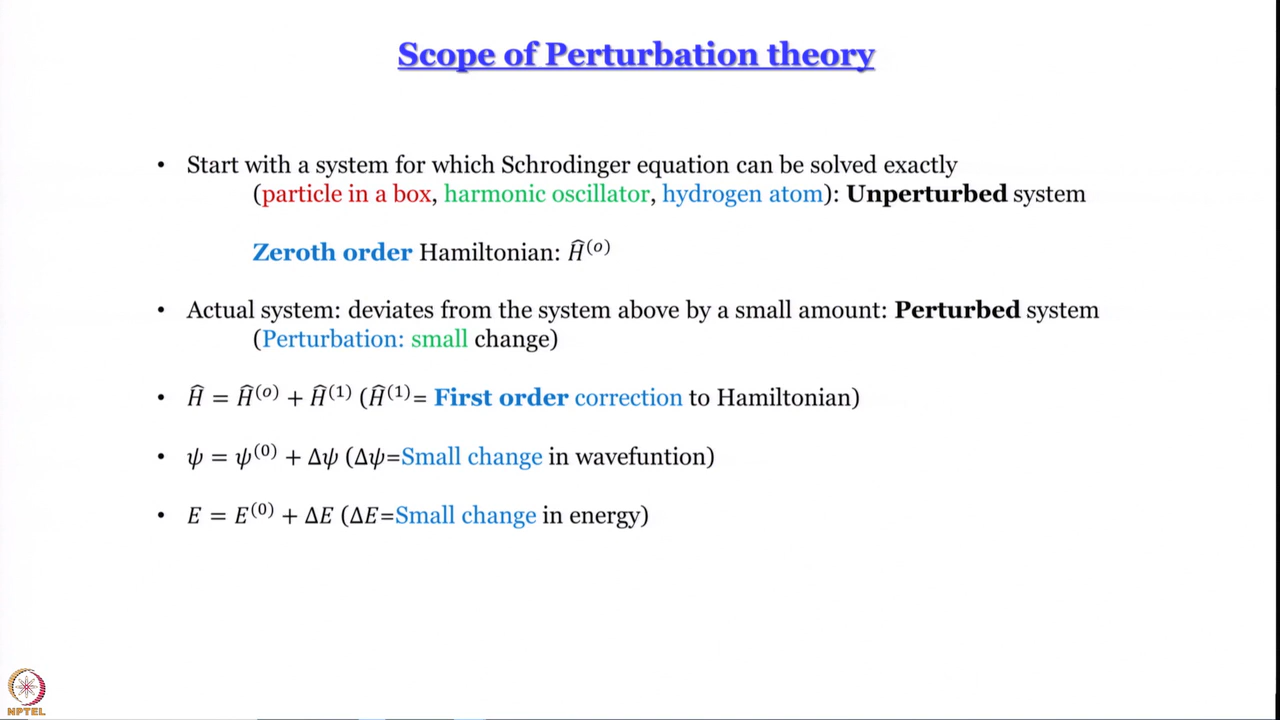 Scope of Perturbation theory
• Start with a system for which Schrodinger equation can be solved exactly
(particle in a box, harmonic oscillator, hydrogen atom): Unperturbed system
Zeroth order Hamiltonian: Ĥ⁽ᵒ⁾
• Actual system: deviates from the system above by a small amount: Perturbed system
(Perturbation: small change)
• Ĥ = Ĥ⁽ᵒ⁾ + Ĥ⁽¹⁾ (Ĥ⁽¹⁾= First order correction to Hamiltonian)
• ψ = ψ⁽⁰⁾ + Δψ (Δψ=Small change in wavefuntion)
• E = E⁽⁰⁾ + ΔE (ΔE=Small change in energy)
NPTEL